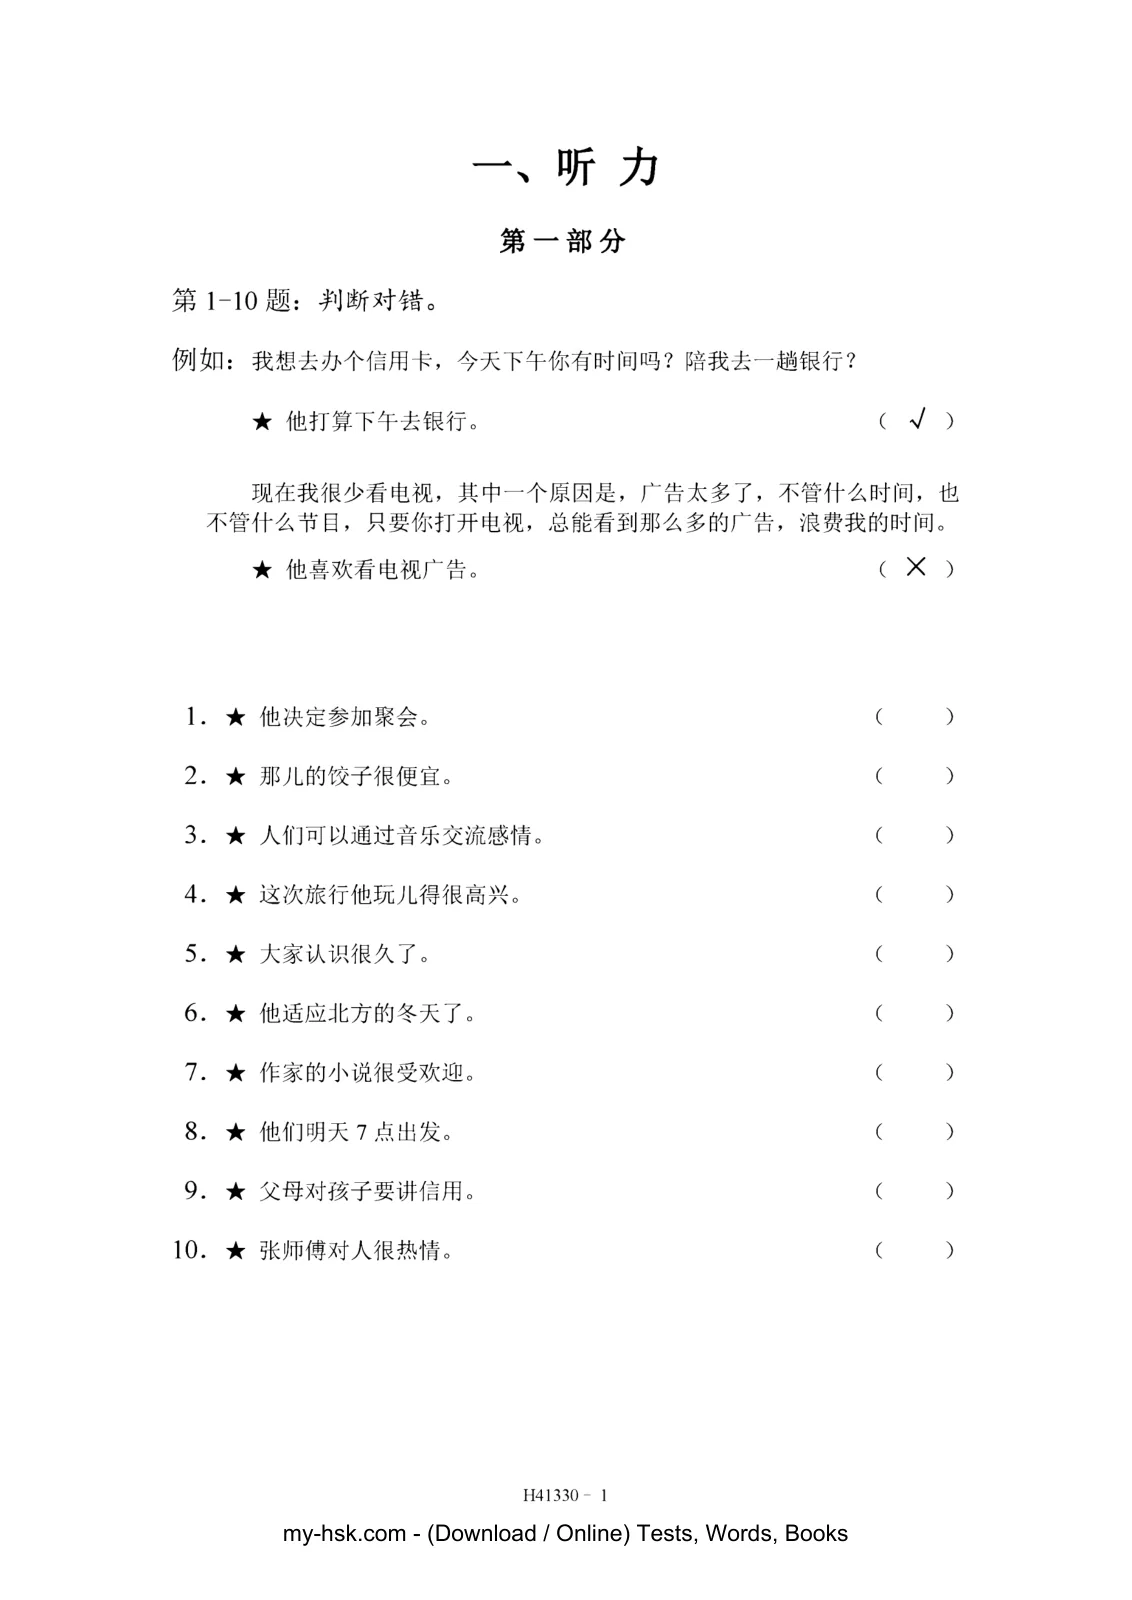 一、听 力
第一部分
第 1-10 题：判断对错。
例如：我想去办个信用卡，今天下午你有时间吗？陪我去一趟银行？
★ 他打算下午去银行。 （ √ ）
现在我很少看电视，其中一个原因是，广告太多了，不管什么时间，也
不管什么节目，只要你打开电视，总能看到那么多的广告，浪费我的时间。
★ 他喜欢看电视广告。 （ × ）
1. ★ 他决定参加聚会。 （ ）
2. ★ 那儿的饺子很便宜。 （ ）
3. ★ 人们可以通过音乐交流感情。 （ ）
4. ★ 这次旅行他玩儿得很高兴。 （ ）
5. ★ 大家认识很久了。 （ ）
6. ★ 他适应北方的冬天了。 （ ）
7. ★ 作家的小说很受欢迎。 （ ）
8. ★ 他们明天 7 点出发。 （ ）
9. ★ 父母对孩子要讲信用。 （ ）
10. ★ 张师傅对人很热情。 （ ）
H41330 - 1
my-hsk.com - (Download / Online) Tests, Words, Books